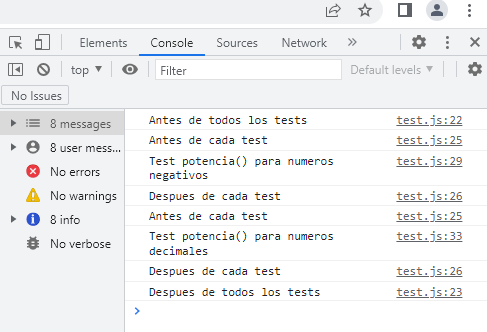 Elements Console Sources Network »
top ▼ Filter Default levels ▼
No Issues
8 messages
8 user mess...
No errors
No warnings
8 info
No verbose
Antes de todos los tests test.js:22
Antes de cada test test.js:25
Test potencia() para numeros test.js:29
negativos
Despues de cada test test.js:26
Antes de cada test test.js:25
Test potencia() para numeros test.js:33
decimales
Despues de cada test test.js:26
Despues de todos los tests test.js:23